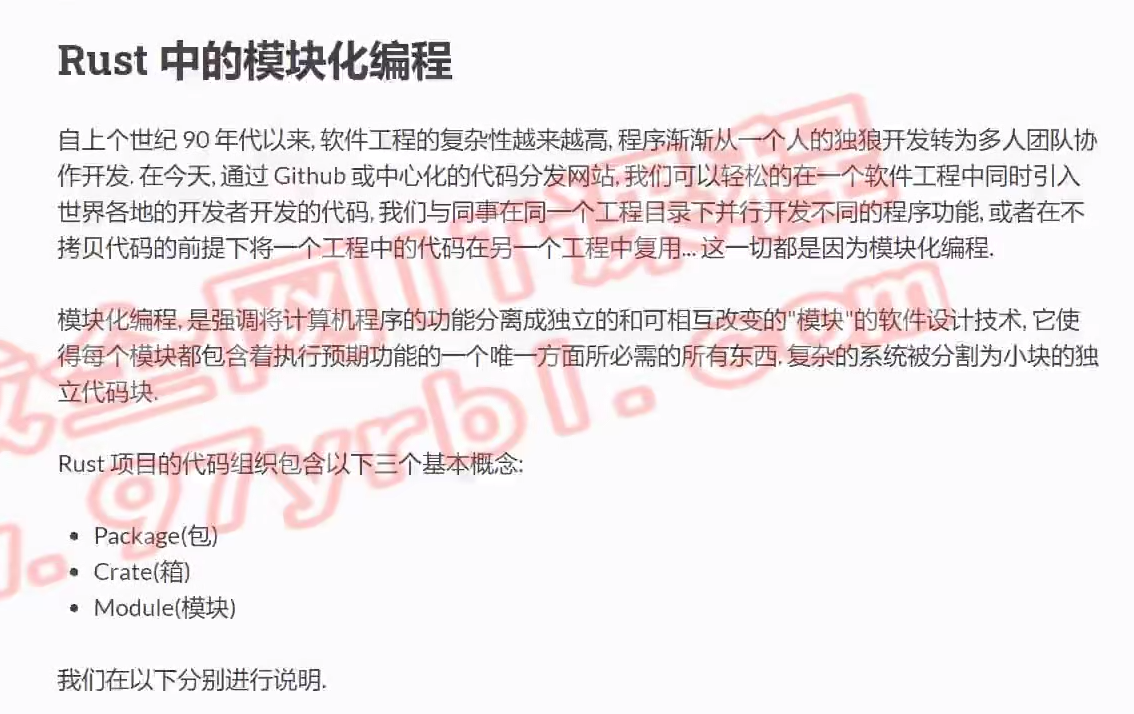 Rust 中的模块化编程
自上个世纪 90 年代以来, 软件工程的复杂性越来越高, 程序渐渐从一个人的独狼开发转为多人团队协
作开发. 在今天, 通过 Github 或中心化的代码分发网站, 我们可以轻松的在一个软件工程中同时引入
世界各地的开发者开发的代码, 我们与同事在同一个工程目录下并行开发不同的程序功能, 或者在不
拷贝代码的前提下将一个工程中的代码在另一个工程中复用... 这一切都是因为模块化编程.
模块化编程, 是强调将计算机程序的功能分离成独立的和可相互改变的"模块"的软件设计技术, 它使
得每个模块都包含着执行预期功能的一个唯一方面所必需的所有东西. 复杂的系统被分割为小块的独
立代码块.
Rust 项目的代码组织包含以下三个基本概念:
Package(包)
Crate(箱)
Module(模块)
我们在以下分别进行说明.
全网IT课程
.97yrb1.com